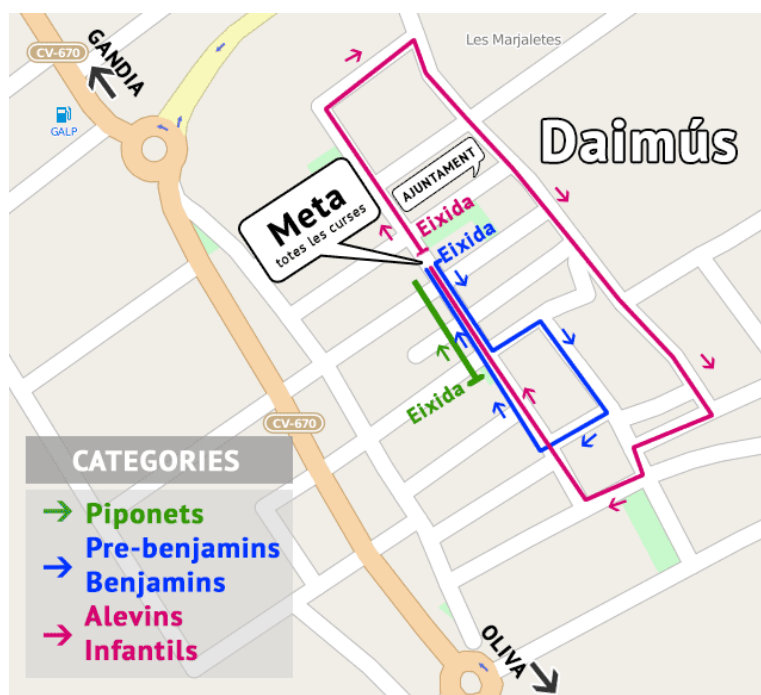 Les Marjaletes
GANDIA
CV-670
GALP
Daimús
AJUNTAMENT
Meta
totes les curses
Eixida
Eixida
Eixida
CV-670
CATEGORIES
Piponets
Pre-benjamins
Benjamins
Alevins
Infantils
OLIVA